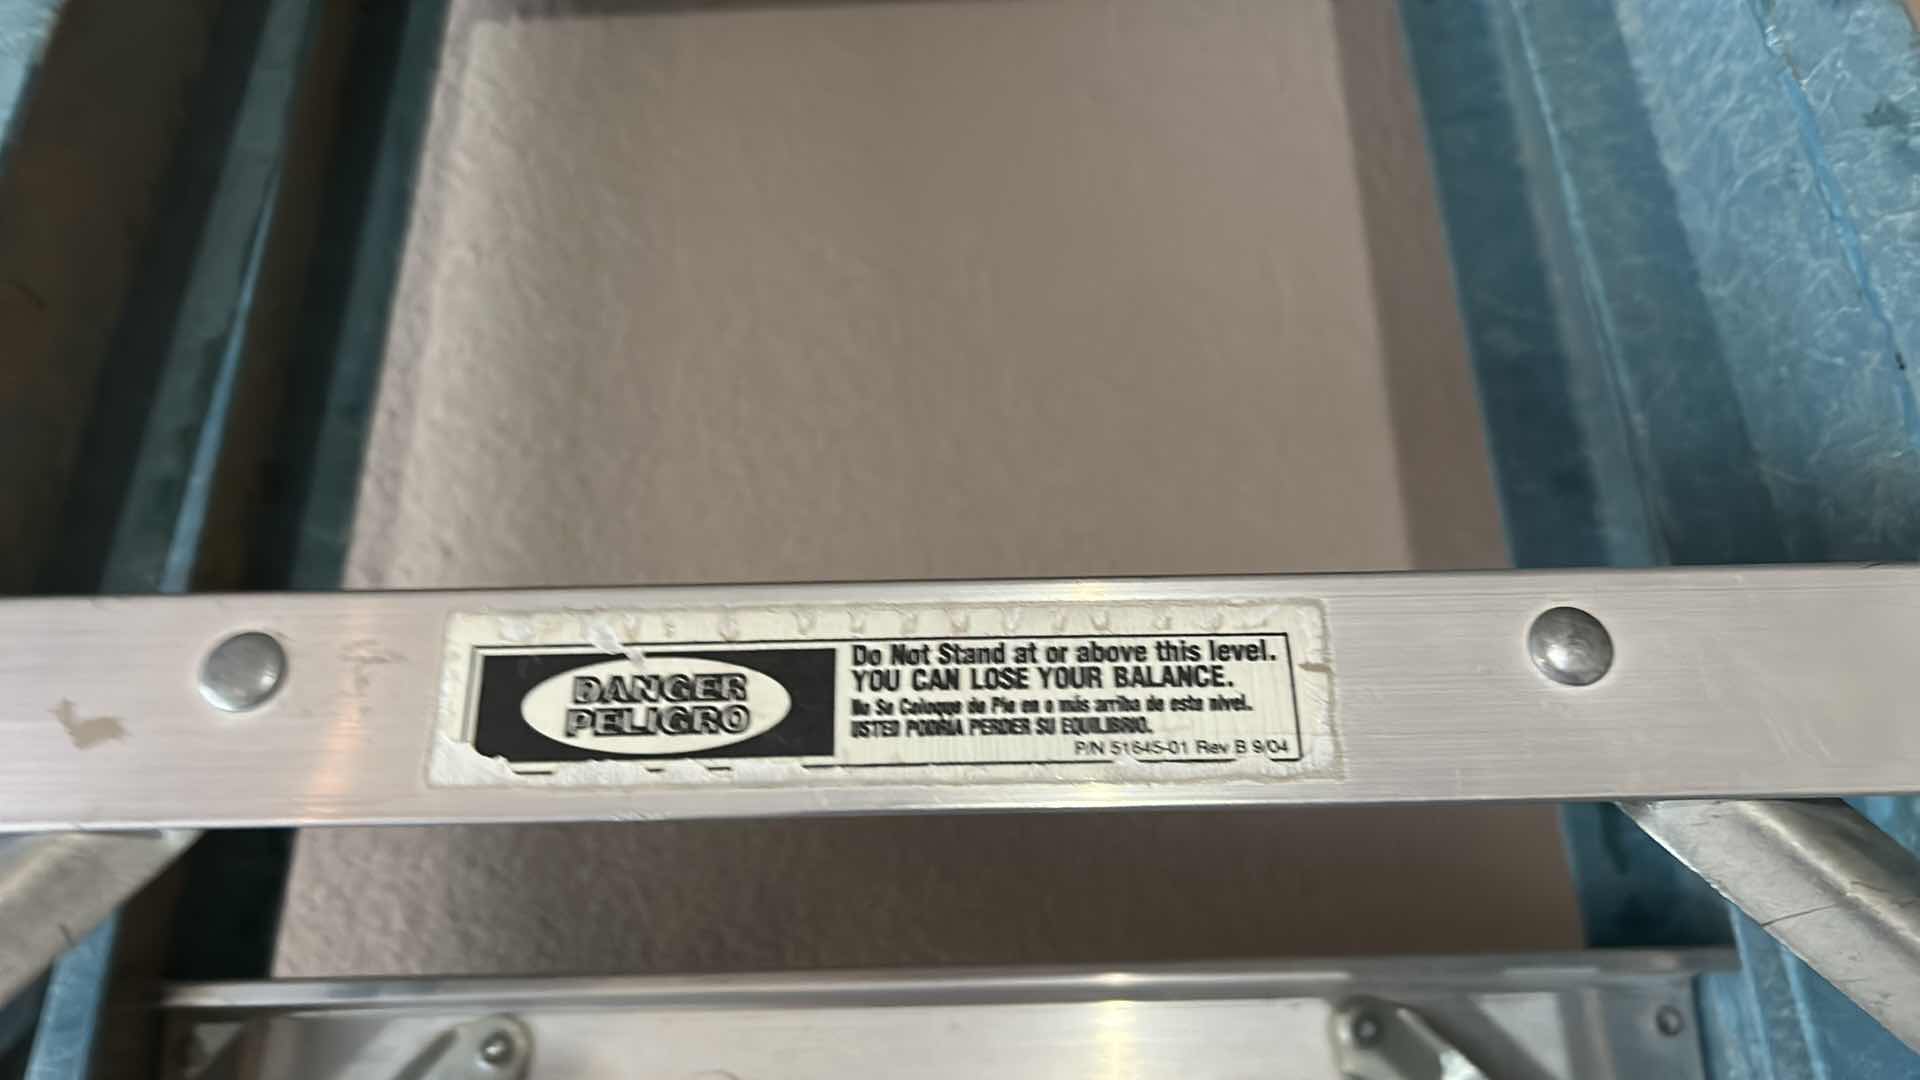 DANGER
PELIGRO
Do Not Stand at or above this level.
YOU CAN LOSE YOUR BALANCE.
No Se Coloque de Pie en o más arriba de este nivel.
USTED PODRIA PERDER SU EQUILIBRIO.
P/N 51645-01 Rev B 9/04